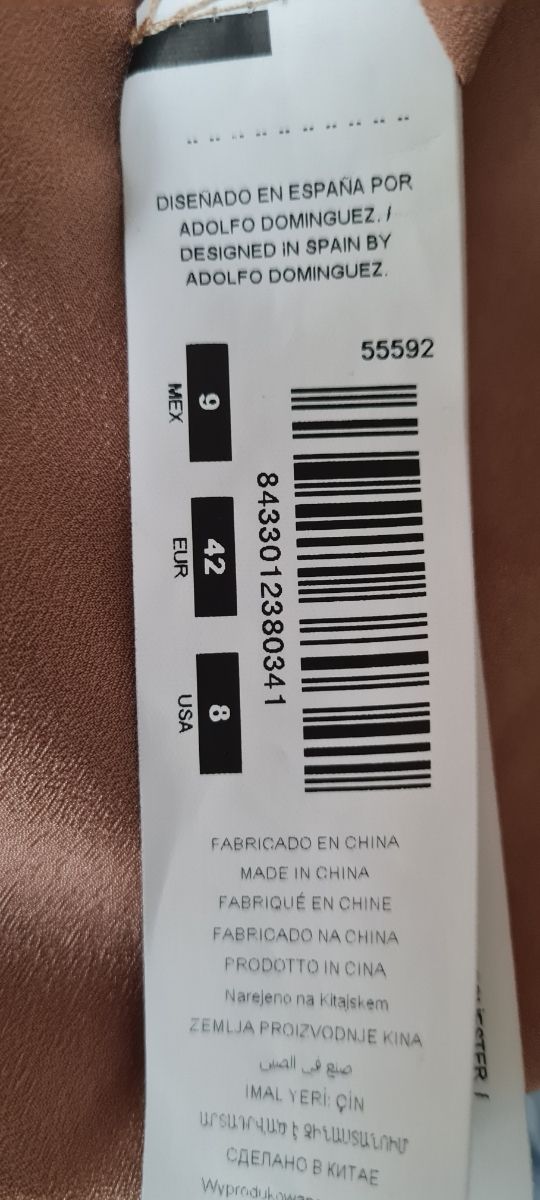 DISEÑADO EN ESPAÑA POR
ADOLFO DOMINGUEZ. /
DESIGNED IN SPAIN BY
ADOLFO DOMINGUEZ.
55592
9
MEX
42
EUR
8
USA
8433012380341
FABRICADO EN CHINA
MADE IN CHINA
FABRIQUÉ EN CHINE
FABRICADO NA CHINA
PRODOTTO IN CINA
Narejeno na Kitajskem
ZEMLJA PROIZVODNJE KINA
صنع في الصين
IMAL YERİ: ÇİN
ԱՐՏԱԴՐՎԱԾ Է ՉԻՆԱՍՏԱՆՈՒՄ
СДЕЛАНО В КИТАЕ